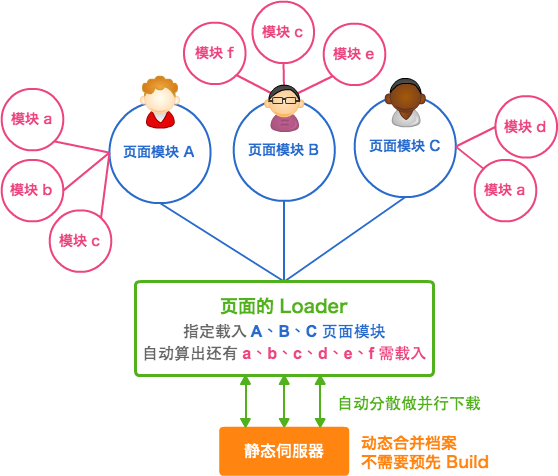 模块 c
模块 f
模块 e
模块 a
页面模块 A
页面模块 B
页面模块 C
模块 d
模块 b
模块 a
模块 c
页面的 Loader
指定载入 A、B、C 页面模块
自动算出还有 a、b、c、d、e、f 需载入
自动分散做并行下载
静态伺服器
动态合并档案
不需要预先 Build